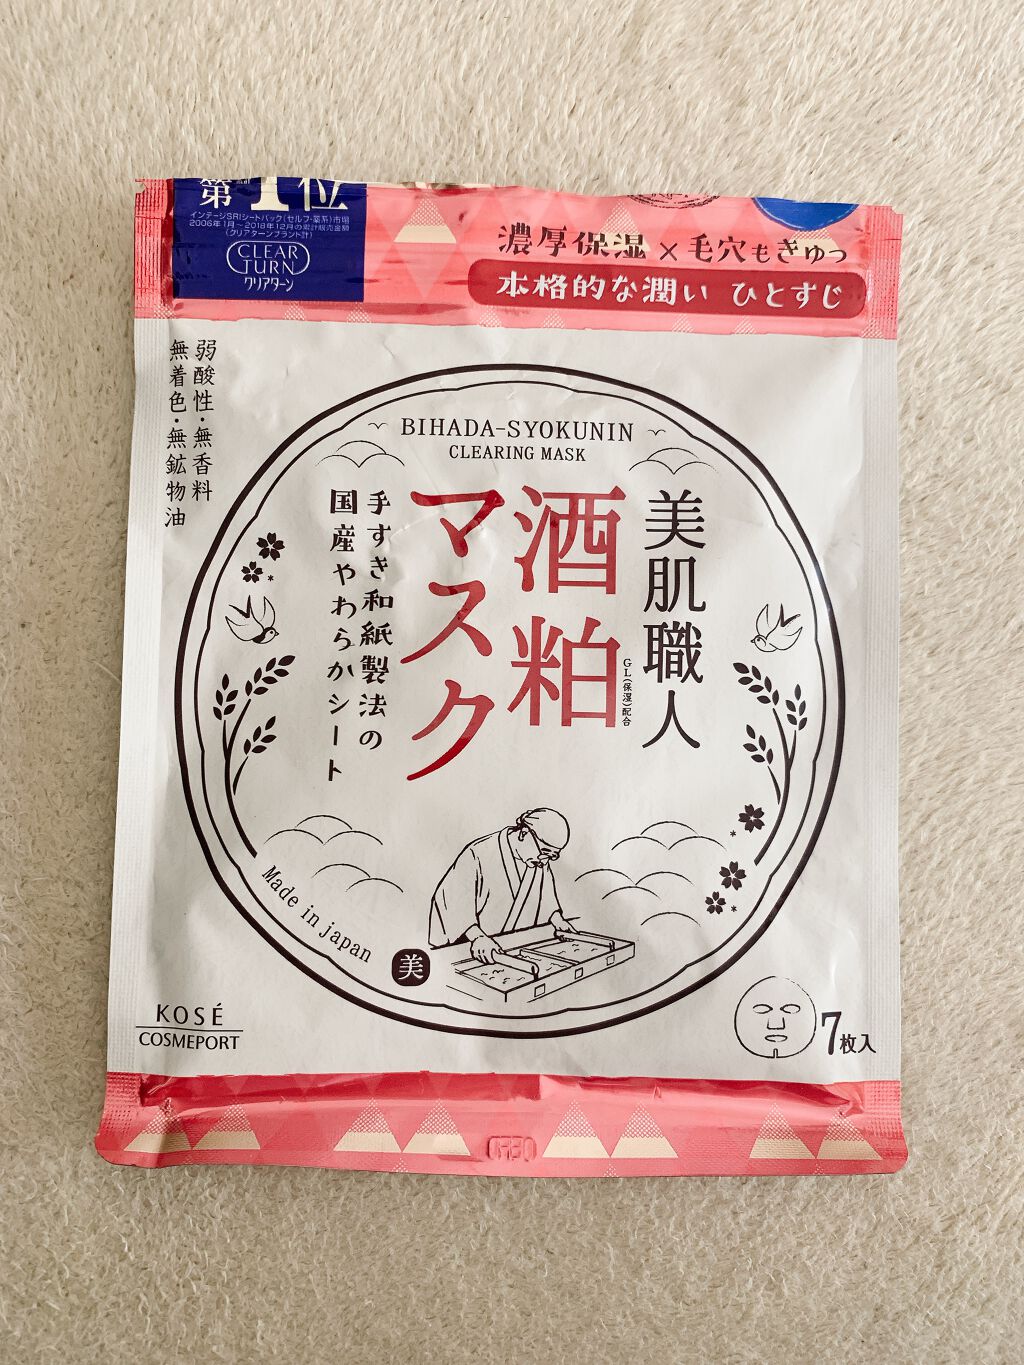 第1位
インテージSRIシートパック(セルフ・薬系)市場
2006年1月～2018年12月の累計販売金額
(クリアターンブランド計)
CLEAR
TURN
クリアターン
濃厚保湿×毛穴もきゅっ
本格的な潤い ひとすじ
弱酸性・無香料
無着色・無鉱物油
BIHADA-SYOKUNIN
CLEARING MASK
美肌職人
酒粕
GL(保湿)配合
マスク
手すき和紙製法の
国産やわらかシート
Made in japan
美
KOSÉ
COSMEPORT
7枚入